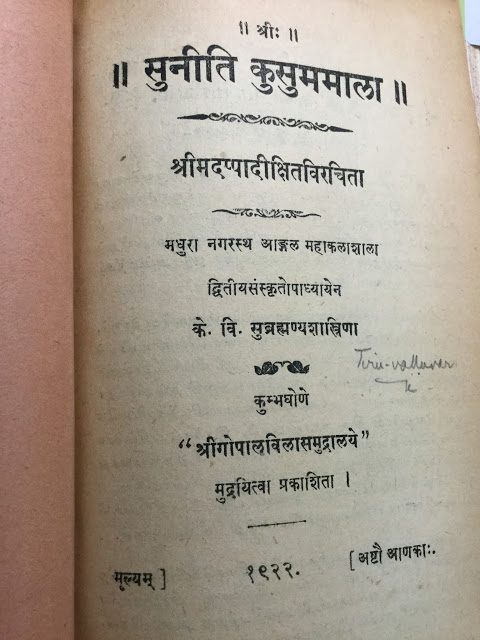 ॥ श्रीः ॥
॥ सुनीति कुसुममाला ॥
श्रीमदप्पादीक्षितविरचिता
मधुरा नगरस्थ आङ्गल महाकलाशाला
द्वितीयसंस्कृतोपाध्यायेन
के. वि. सुब्रह्मण्यशास्त्रिणा
Tiru-valluvar
कुम्भघोणे
“श्रीगोपालविलासमुद्रालये”
मुद्रयित्वा प्रकाशिता ।
मूल्यम् ] १९२२. [ अष्टौ आणकाः.